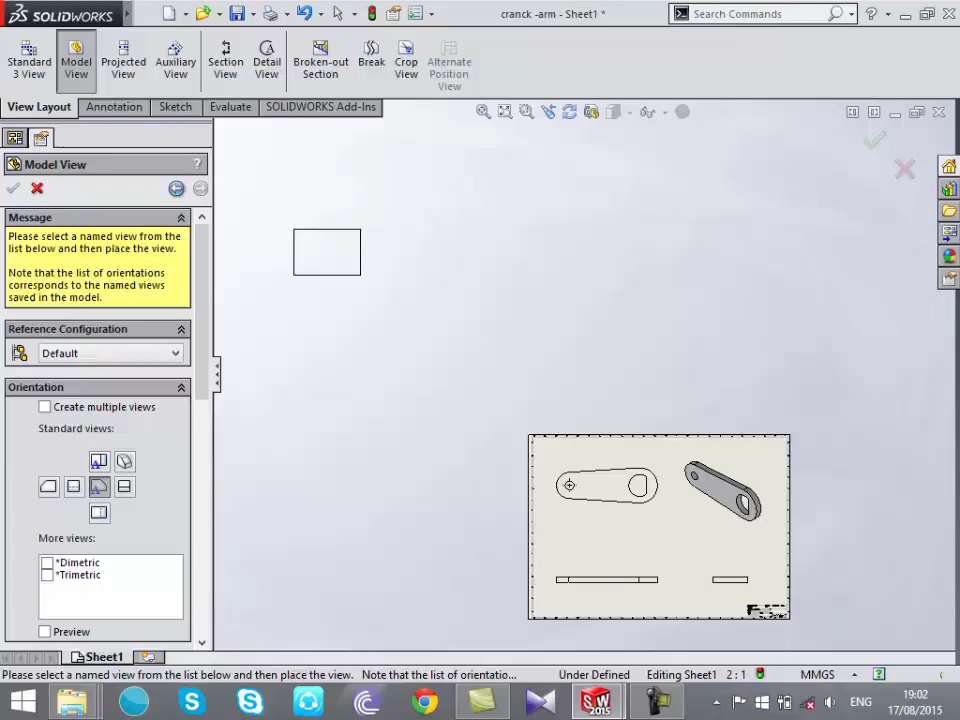 SOLIDWORKS
cranck -arm - Sheet1 *
Search Commands
?
Standard
3 View
Model
View
Projected
View
Auxiliary
View
Section
View
Detail
View
Broken-out
Section
Break
Crop
View
Alternate
Position
View
View Layout
Annotation
Sketch
Evaluate
SOLIDWORKS Add-Ins
Model View
?
Message
Please select a named view from the
list below and then place the view.
Note that the list of orientations
corresponds to the named views
saved in the model.
Reference Configuration
Default
Orientation
Create multiple views
Standard views:
More views:
*Dimetric
*Trimetric
Preview
Sheet1
Please select a named view from the list below and then place the view.   Note that the list of orientatio...
Under Defined
Editing Sheet1
2 : 1
MMGS
?
ENG
19:02
17/08/2015
SW
2015